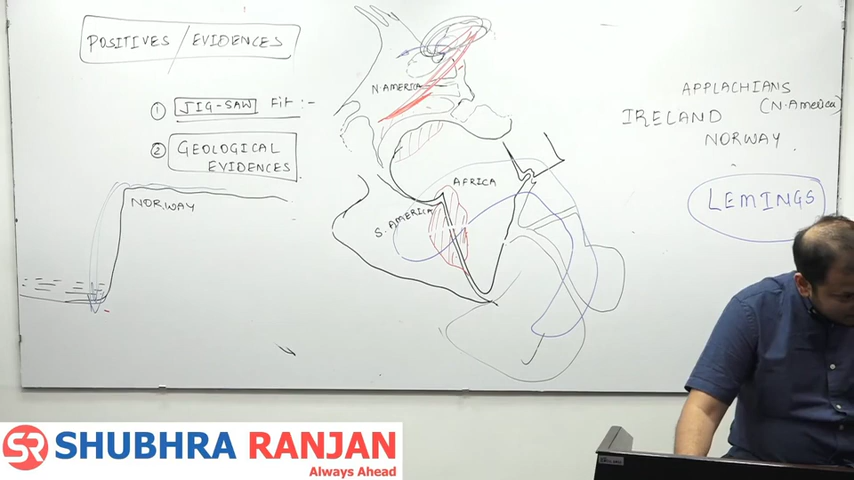 POSITIVES / EVIDENCES
① JIG-SAW Fit :-
② GEOLOGICAL
EVIDENCES
NORWAY
N.AMERICA
AFRICA
S.AMERICA
APPLACHIANS
(N.America)
IRELAND
NORWAY
LEMINGS
SR SHUBHRA RANJAN
Always Ahead